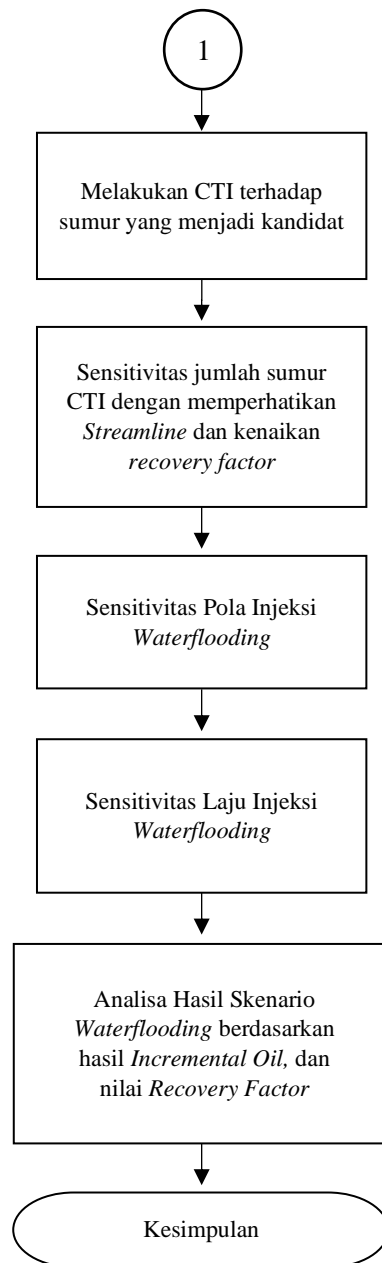 1
Melakukan CTI terhadap
sumur yang menjadi kandidat
Sensitivitas jumlah sumur
CTI dengan memperhatikan
Streamline dan kenaikan
recovery factor
Sensitivitas Pola Injeksi
Waterflooding
Sensitivitas Laju Injeksi
Waterflooding
Analisa Hasil Skenario
Waterflooding berdasarkan
hasil Incremental Oil, dan
nilai Recovery Factor
Kesimpulan